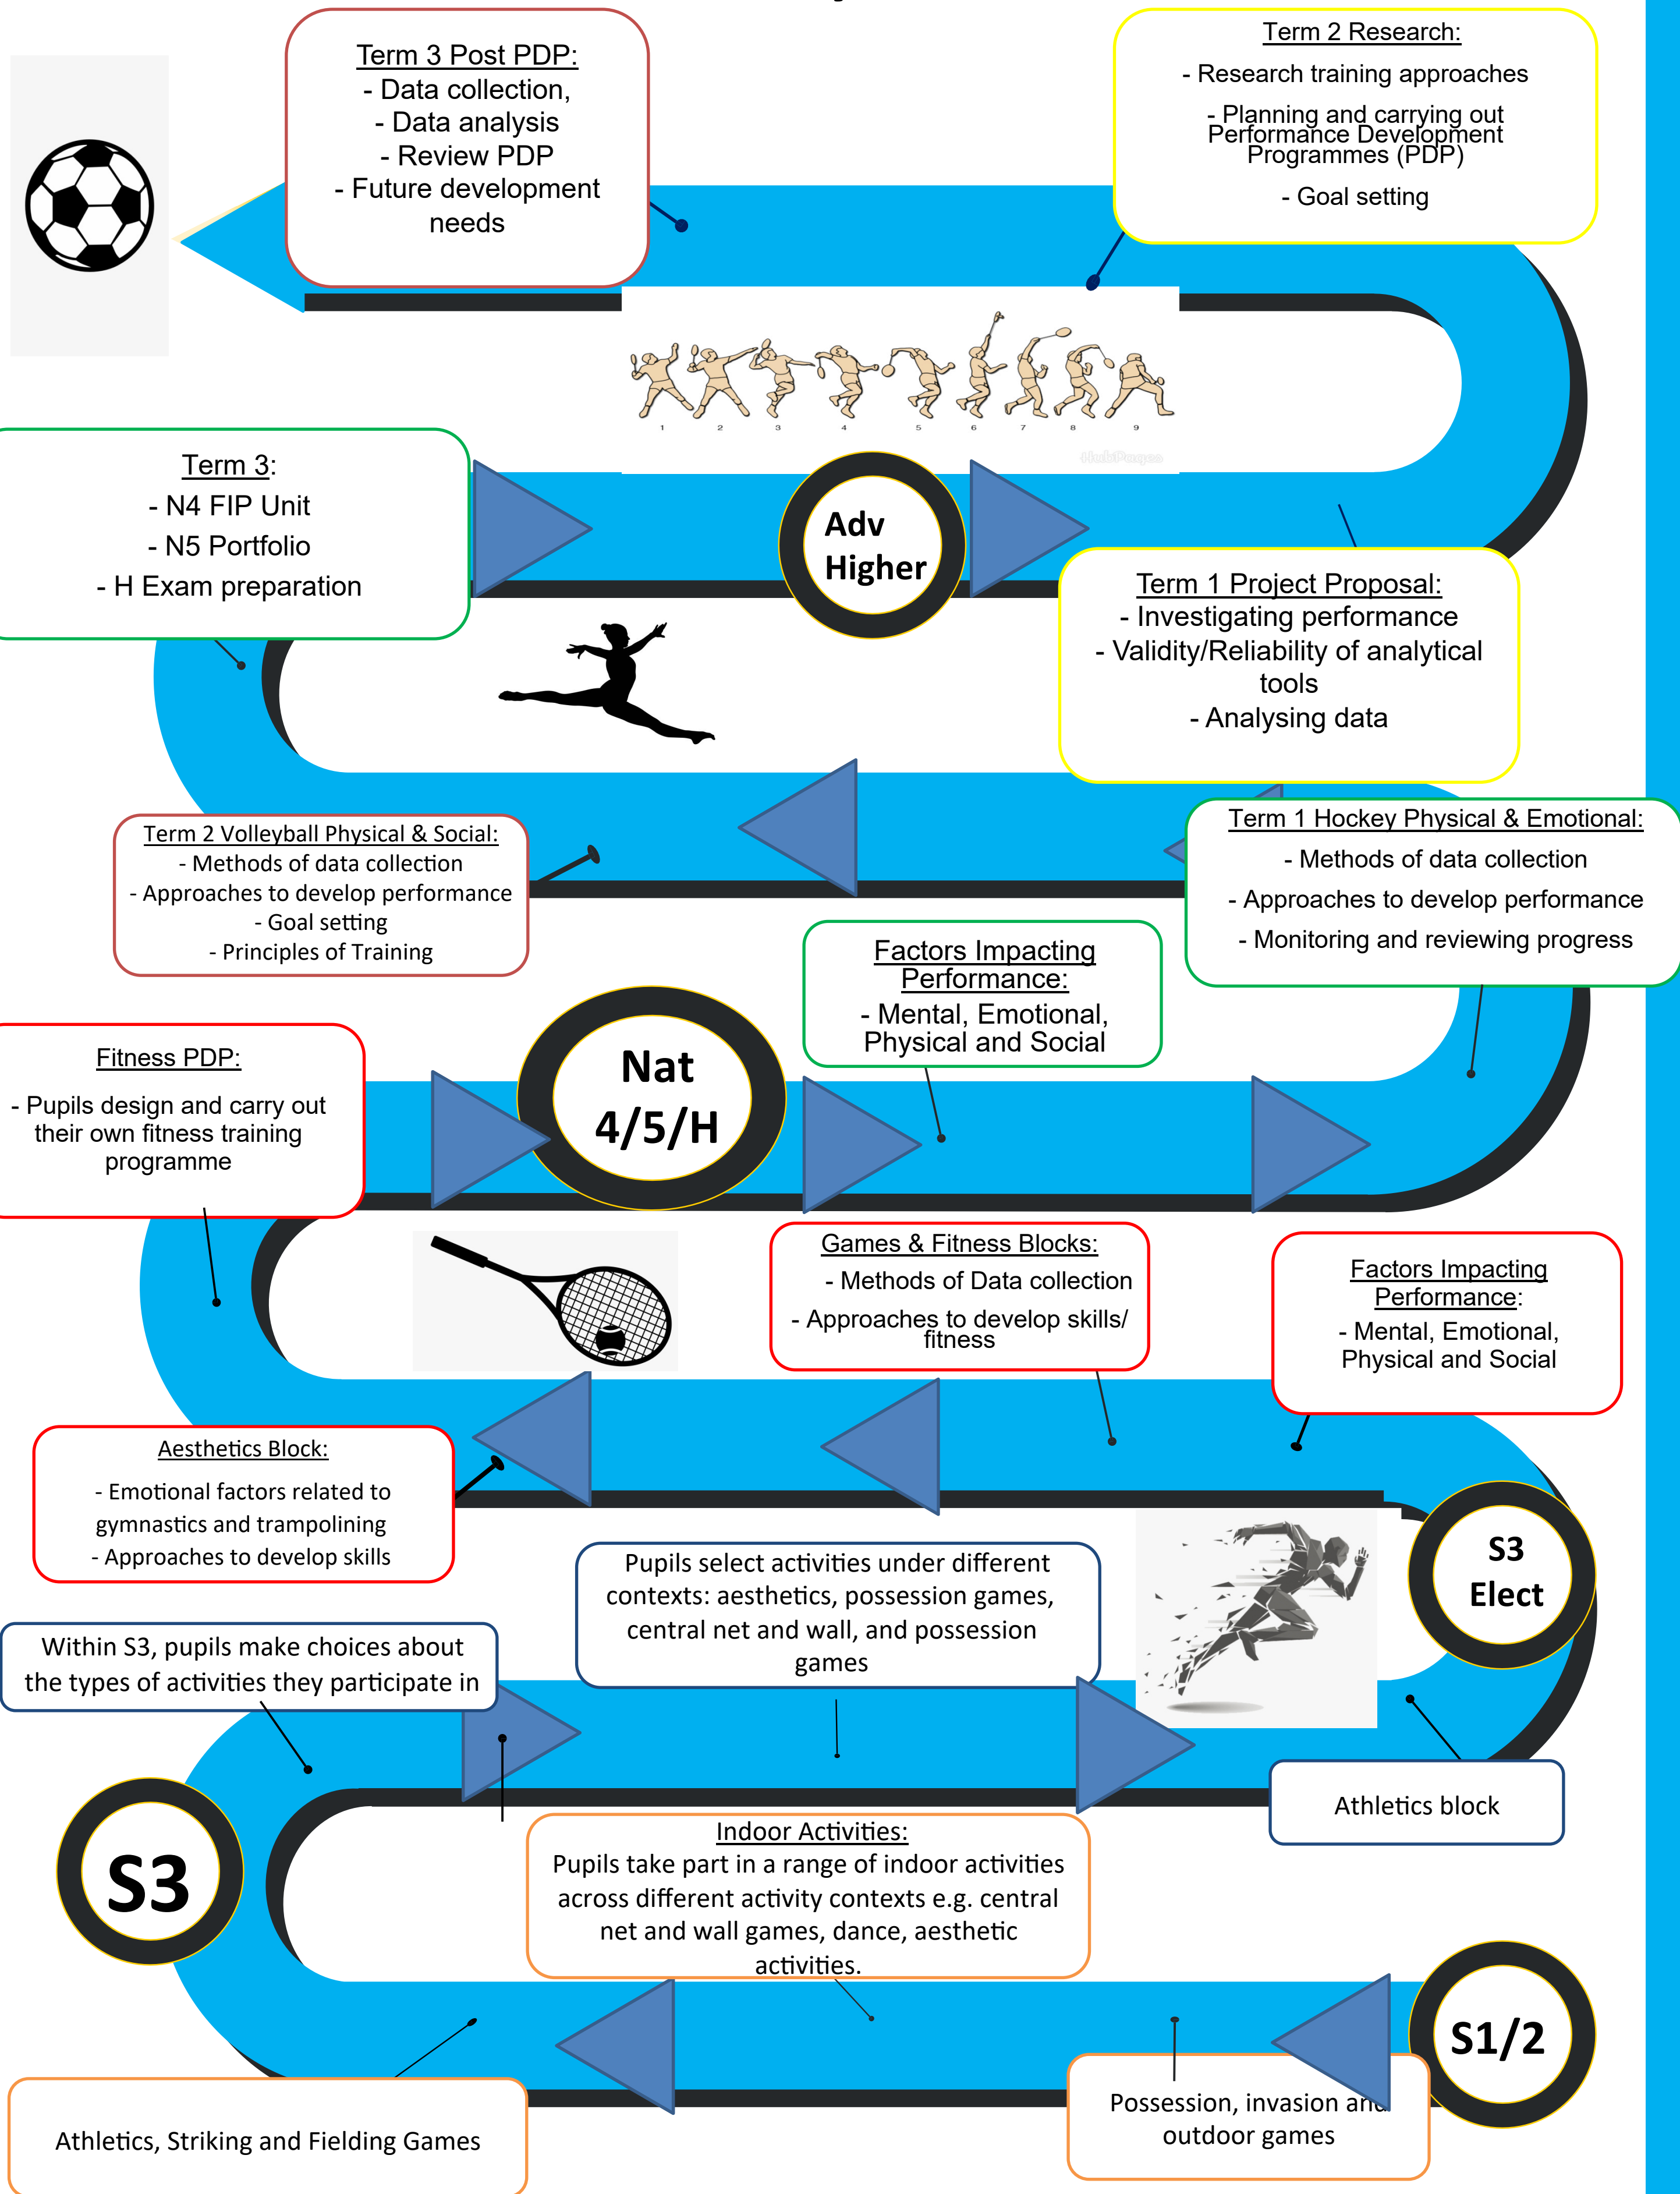 Term 3 Post PDP:
- Data collection,
- Data analysis
- Review PDP
- Future development
needs
Term 2 Research:
- Research training approaches
- Planning and carrying out
Performance Development
Programmes (PDP)
- Goal setting
1 2 3 4 5 6 7 8 9
HubPages
Term 3:
- N4 FIP Unit
- N5 Portfolio
- H Exam preparation
Adv
Higher
Term 1 Project Proposal:
- Investigating performance
- Validity/Reliability of analytical
tools
- Analysing data
Term 2 Volleyball Physical & Social:
- Methods of data collection
- Approaches to develop performance
- Goal setting
- Principles of Training
Term 1 Hockey Physical & Emotional:
- Methods of data collection
- Approaches to develop performance
- Monitoring and reviewing progress
Factors Impacting
Performance:
- Mental, Emotional,
Physical and Social
Fitness PDP:
- Pupils design and carry out
their own fitness training
programme
Nat
4/5/H
Games & Fitness Blocks:
- Methods of Data collection
- Approaches to develop skills/
fitness
Factors Impacting
Performance:
- Mental, Emotional,
Physical and Social
Aesthetics Block:
- Emotional factors related to
gymnastics and trampolining
- Approaches to develop skills
S3
Elect
Pupils select activities under different
contexts: aesthetics, possession games,
central net and wall, and possession
games
Within S3, pupils make choices about
the types of activities they participate in
Athletics block
S3
Indoor Activities:
Pupils take part in a range of indoor activities
across different activity contexts e.g. central
net and wall games, dance, aesthetic
activities.
S1/2
Possession, invasion and
outdoor games
Athletics, Striking and Fielding Games